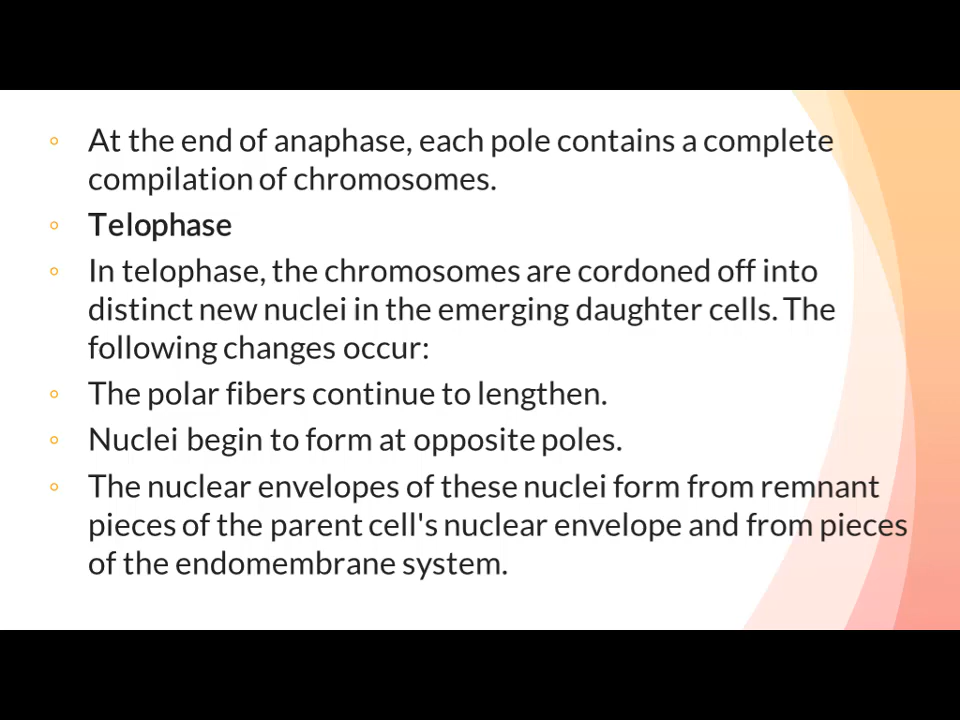 ◦ At the end of anaphase, each pole contains a complete
compilation of chromosomes.
◦ Telophase
◦ In telophase, the chromosomes are cordoned off into
distinct new nuclei in the emerging daughter cells. The
following changes occur:
◦ The polar fibers continue to lengthen.
◦ Nuclei begin to form at opposite poles.
◦ The nuclear envelopes of these nuclei form from remnant
pieces of the parent cell's nuclear envelope and from pieces
of the endomembrane system.